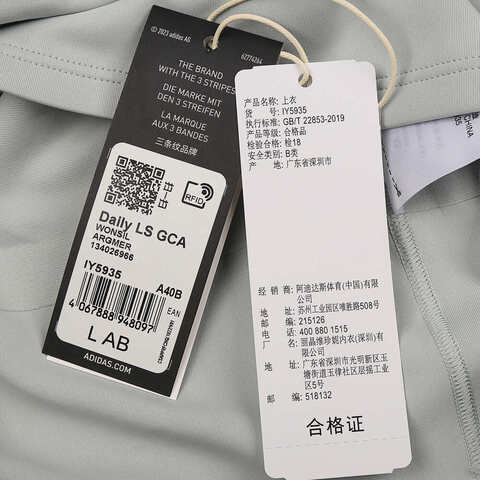 © 2023 adidas AG
62774264
THE BRAND
WITH THE 3 STRIPES
DIE MARKE MIT
DEN 3 STREIFEN
LA MARQUE
AUX 3 BANDES
三条纹品牌
RFID
Daily LS GCA
WONSIL
ARGMER
134026966
IY5935
A40B
EAN
4 067888 948097
L AB
ADIDAS.COM
产品名称: 上衣
货 号: IY5935
执行标准: GB/T 22853-2019
产品等级: 合格品
检验合格: 检18
安全类别: B类
产 地: 广东省深圳市
经 销 商: 阿迪达斯体育(中国)有限
公司
地 址: 苏州工业园区唯胜路508号
邮 编: 215126
电 话: 400 880 1515
厂 名: 丽晶维珍妮内衣(深圳)有
限公司
地 址: 广东省深圳市光明新区玉
塘街道玉律社区层摇工业
区5号
邮 编: 518132
合格证
CHINA